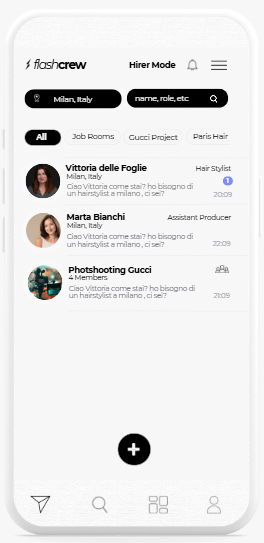 flashcrew
Hirer Mode
Milan, Italy
name, role, etc
All
Job Rooms
Gucci Project
Paris Hair
Vittoria delle Foglie
Hair Stylist
Milan, Italy
Ciao Vittoria come stai? ho bisogno di
1
un hairstylist a milano , ci sei?
20:09
Marta Bianchi
Assistant Producer
Milan, Italy
Ciao Vittoria come stai? ho bisogno di
un hairstylist a milano , ci sei?
22:09
Photshooting Gucci
4 Members
Ciao Vittoria come stai? ho bisogno di
un hairstylist a milano , ci sei?
21:09